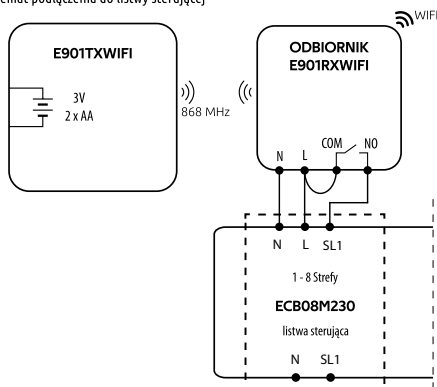 podłączenia do listwy sterującej
WIFI
E901TXWIFI
3V
2 x AA
868 MHz
ODBIORNIK
E901RXWIFI
N L COM NO
N L SL1
1 - 8 Strefy
ECB08M230
listwa sterująca
N SL1